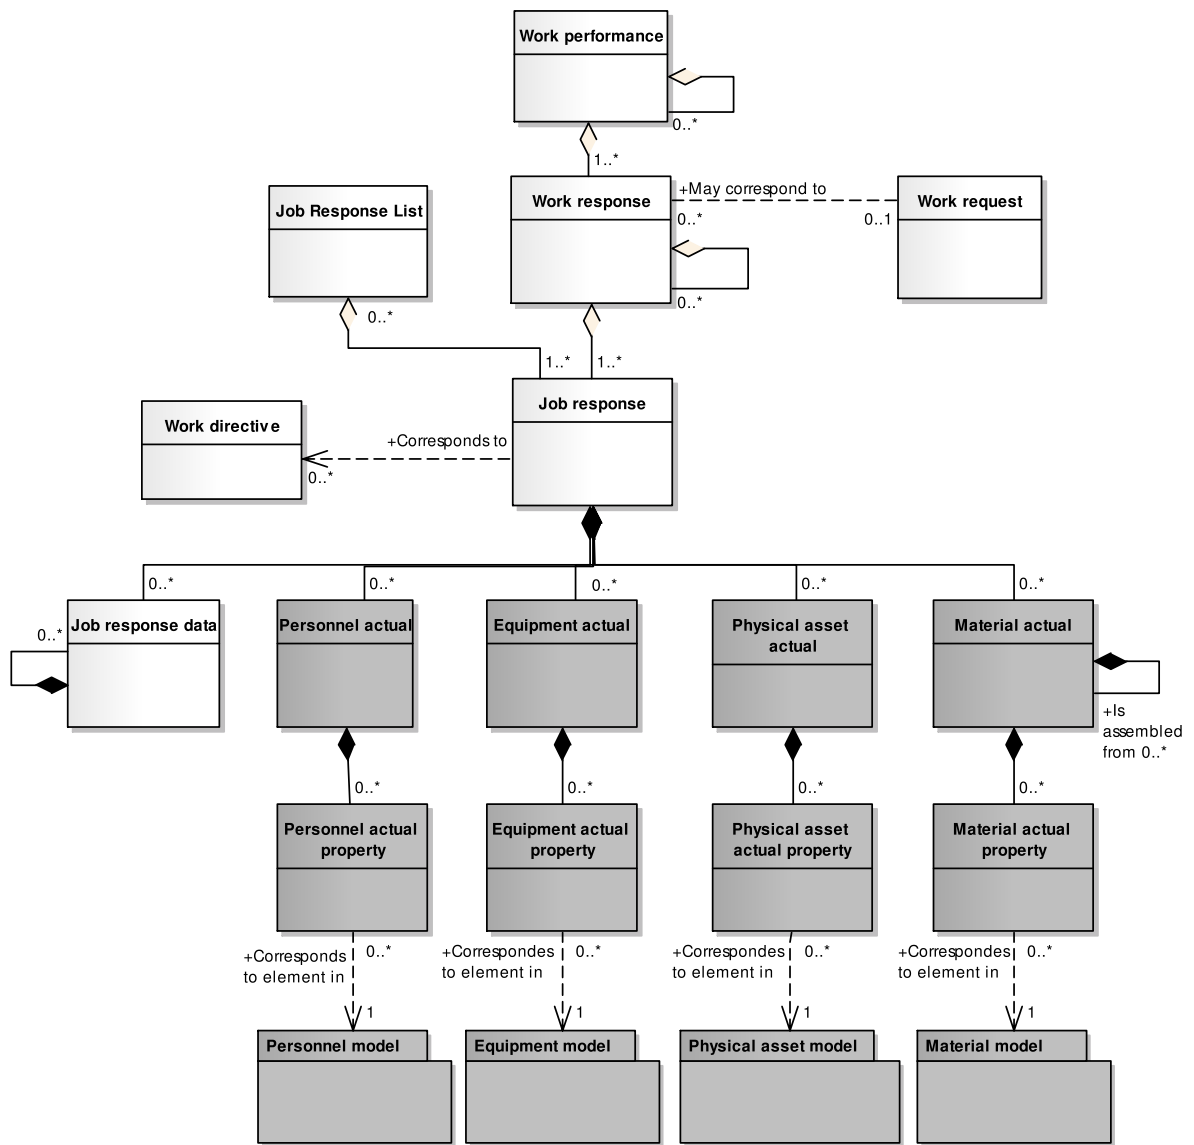 Work performance
0..*
1..*
Job Response List
Work response
+May correspond to
0..*
0..1
Work request
0..*
0..*
1..*
1..*
Work directive
+Corresponds to
0..*
Job response
0..*
0..*
0..*
0..*
0..*
0..*
Job response data
Personnel actual
Equipment actual
Physical asset
actual
Material actual
+Is
assembled
from 0..*
0..*
0..*
0..*
0..*
Personnel actual
property
Equipment actual
property
Physical asset
actual property
Material actual
property
+Corresponds
to element in
0..*
+Correspondes
to element in
0..*
+Correspondes
to element in
0..*
+Correspondes
to element in
0..*
1
1
1
1
Personnel model
Equipment model
Physical asset model
Material model